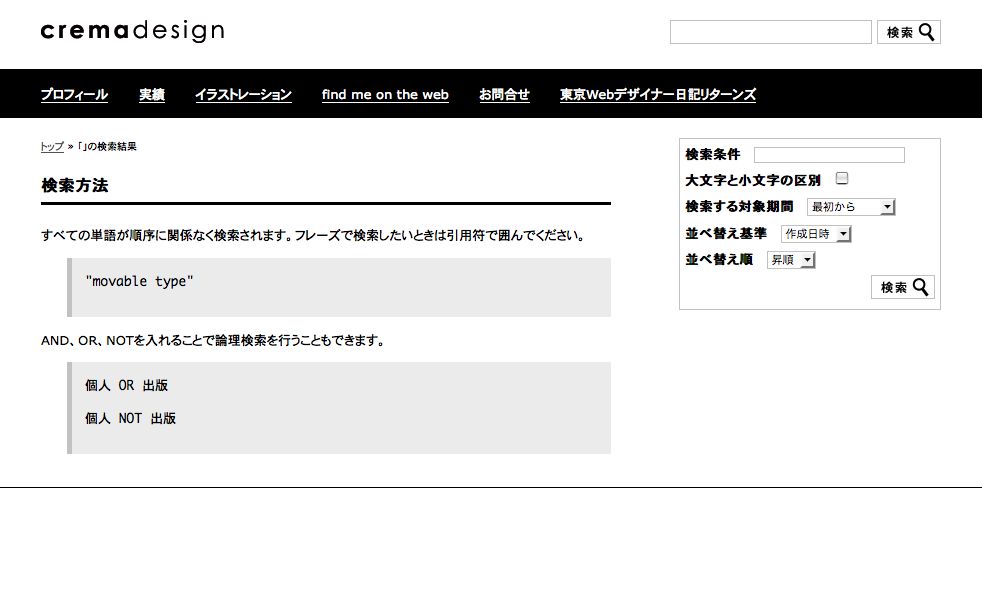 cremadesign
検索
プロフィール 実績 イラストレーション find me on the web お問合せ 東京Webデザイナー日記リターンズ
トップ » 「」の検索結果
検索方法
すべての単語が順序に関係なく検索されます。フレーズで検索したいときは引用符で囲んでください。
"movable type"
AND、OR、NOTを入れることで論理検索を行うこともできます。
個人 OR 出版
個人 NOT 出版
検索条件
大文字と小文字の区別
検索する対象期間 最初から
並べ替え基準 作成日時
並べ替え順 昇順
検索